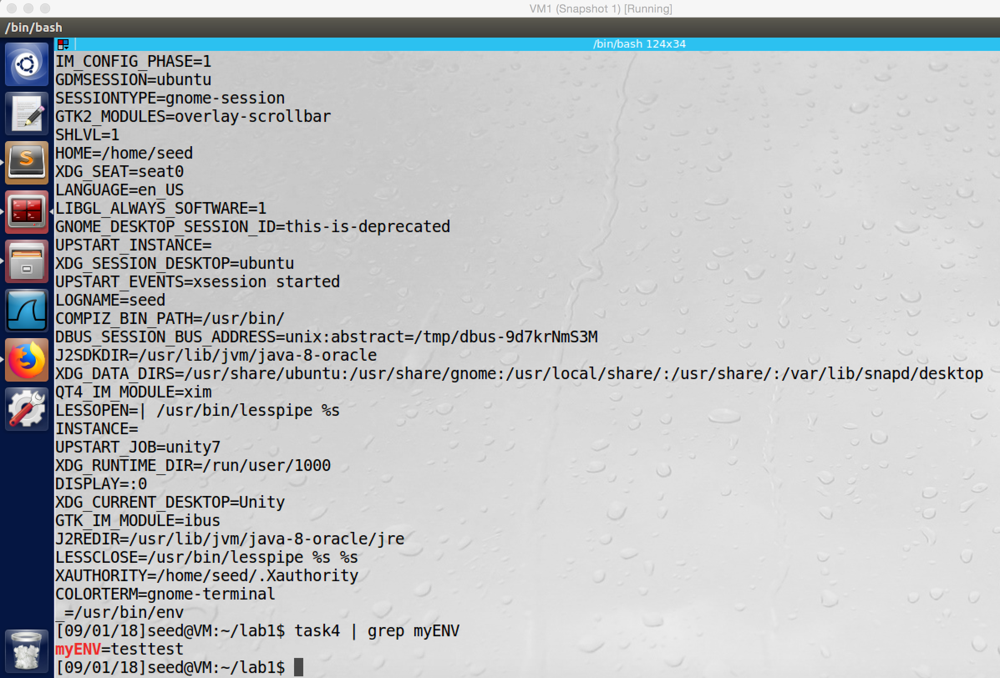 VM1 (Snapshot 1) [Running]
/bin/bash
/bin/bash 124x34
IM_CONFIG_PHASE=1
GDMSESSION=ubuntu
SESSIONTYPE=gnome-session
GTK2_MODULES=overlay-scrollbar
SHLVL=1
HOME=/home/seed
XDG_SEAT=seat0
LANGUAGE=en_US
LIBGL_ALWAYS_SOFTWARE=1
GNOME_DESKTOP_SESSION_ID=this-is-deprecated
UPSTART_INSTANCE=
XDG_SESSION_DESKTOP=ubuntu
UPSTART_EVENTS=xsession started
LOGNAME=seed
COMPIZ_BIN_PATH=/usr/bin/
DBUS_SESSION_BUS_ADDRESS=unix:abstract=/tmp/dbus-9d7krNmS3M
J2SDKDIR=/usr/lib/jvm/java-8-oracle
XDG_DATA_DIRS=/usr/share/ubuntu:/usr/share/gnome:/usr/local/share/:/usr/share/:/var/lib/snapd/desktop
QT4_IM_MODULE=xim
LESSOPEN=| /usr/bin/lesspipe %s
INSTANCE=
UPSTART_JOB=unity7
XDG_RUNTIME_DIR=/run/user/1000
DISPLAY=:0
XDG_CURRENT_DESKTOP=Unity
GTK_IM_MODULE=ibus
J2REDIR=/usr/lib/jvm/java-8-oracle/jre
LESSCLOSE=/usr/bin/lesspipe %s %s
XAUTHORITY=/home/seed/.Xauthority
COLORTERM=gnome-terminal
_=/usr/bin/env
[09/01/18]seed@VM:~/lab1$ task4 | grep myENV
myENV=testtest
[09/01/18]seed@VM:~/lab1$